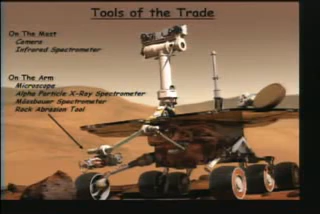 Tools of the Trade
On The Mast
Camera
Infrared Spectrometer
On The Arm
Microscope
Alpha Particle X-Ray Spectrometer
Mössbauer Spectrometer
Rock Abrasion Tool